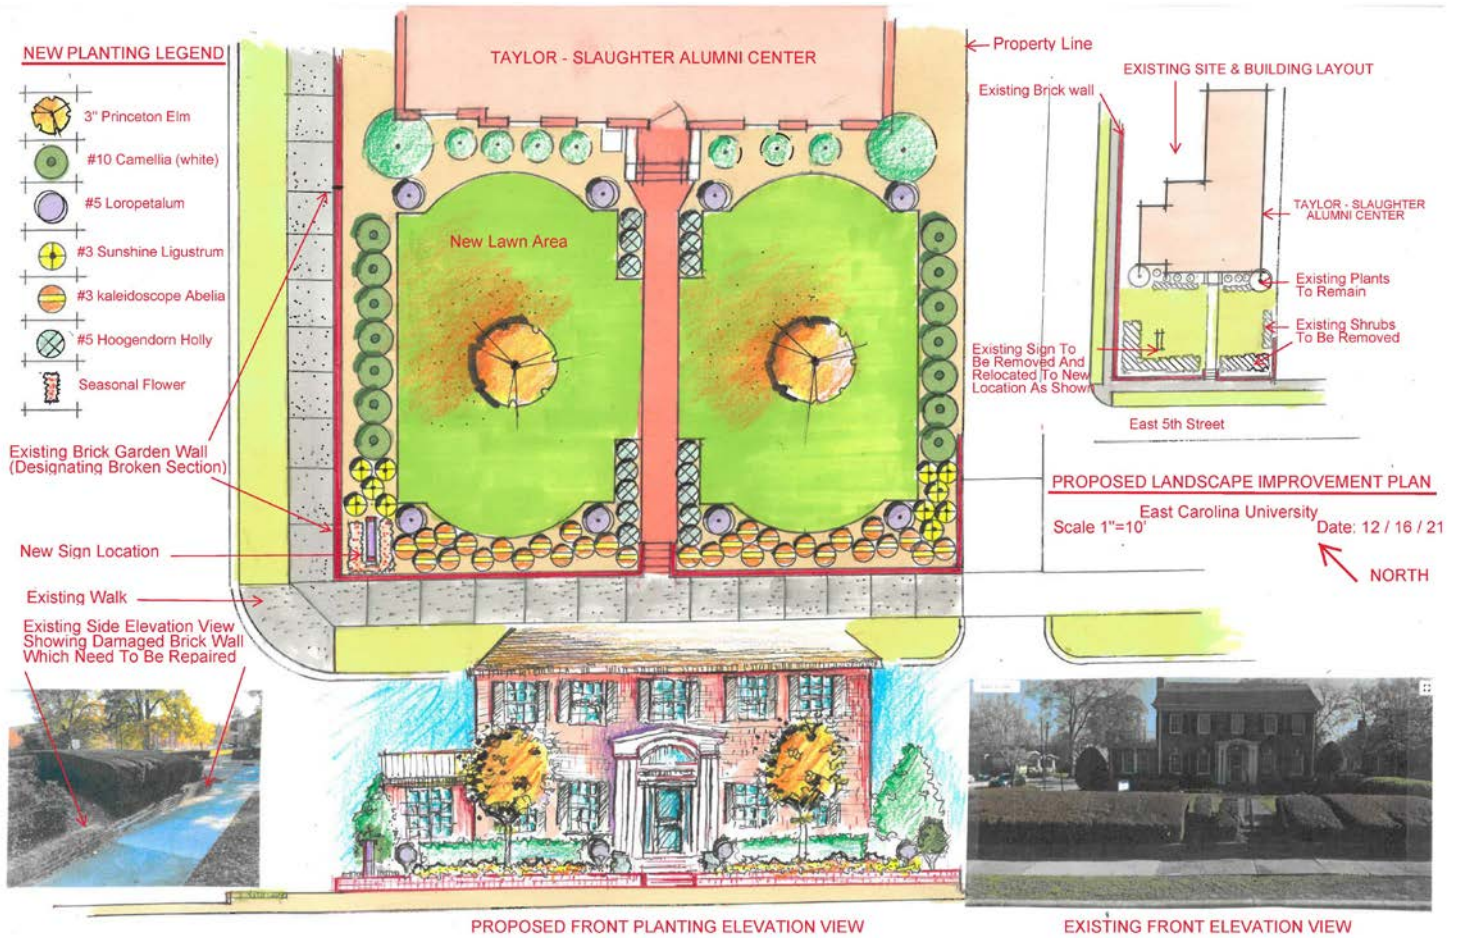 NEW PLANTING LEGEND
3" Princeton Elm
#10 Camellia (white)
#5 Loropetalum
#3 Sunshine Ligustrum
#3 kaleidoscope Abelia
#5 Hoogendorn Holly
Seasonal Flower
Existing Brick Garden Wall
(Designating Broken Section)
New Sign Location
Existing Walk
Existing Side Elevation View
Showing Damaged Brick Wall
Which Need To Be Repaired
TAYLOR - SLAUGHTER ALUMNI CENTER
New Lawn Area
Property Line
EXISTING SITE & BUILDING LAYOUT
Existing Brick wall
TAYLOR - SLAUGHTER
ALUMNI CENTER
Existing Plants
To Remain
Existing Shrubs
To Be Removed
Existing Sign To
Be Removed And
Relocated To New
Location As Shown
East 5th Street
PROPOSED LANDSCAPE IMPROVEMENT PLAN
East Carolina University
Scale 1"=10'
Date: 12 / 16 / 21
NORTH
PROPOSED FRONT PLANTING ELEVATION VIEW
EXISTING FRONT ELEVATION VIEW